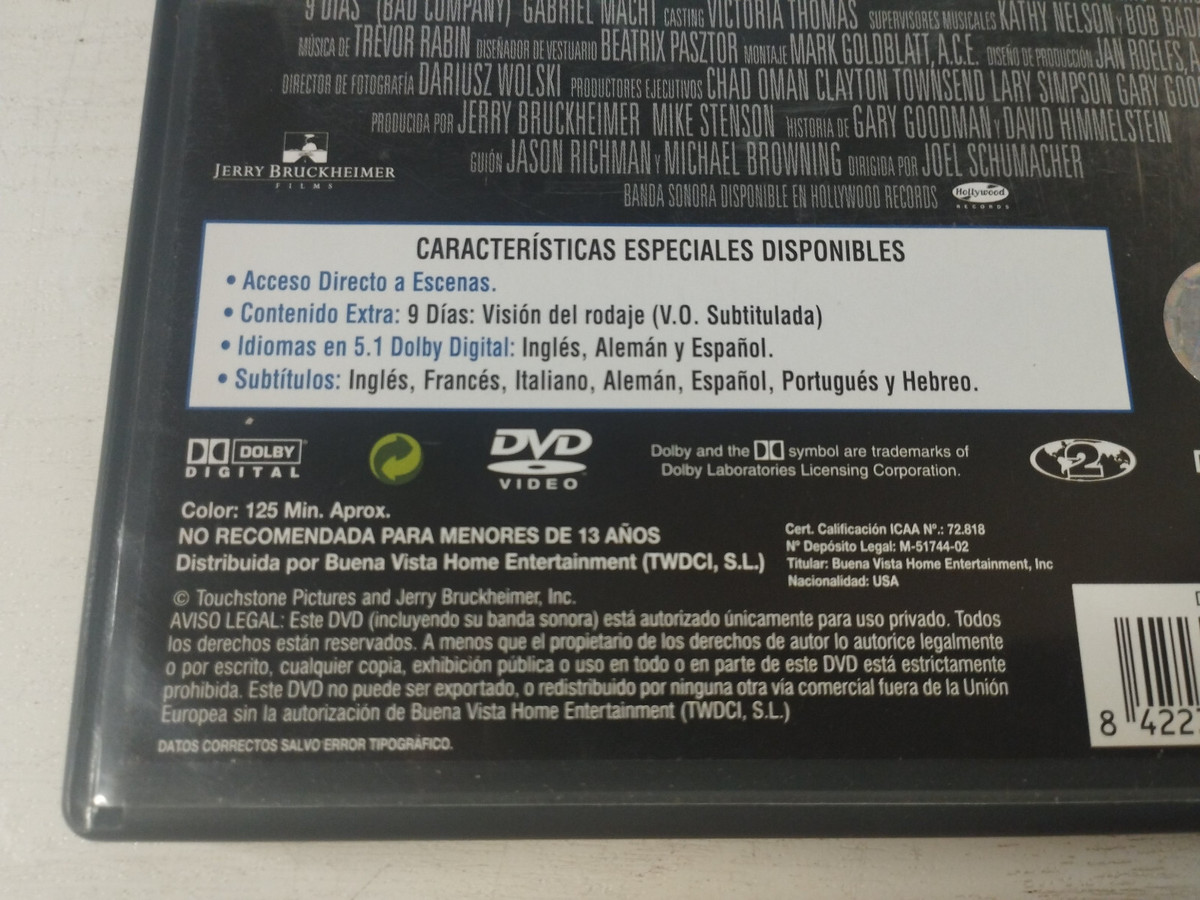 9 DÍAS (BAD COMPANY) GABRIEL MACHT CASTING VICTORIA THOMAS SUPERVISORES MUSICALES KATHY NELSON Y BOB
MÚSICA DE TREVOR RABIN DISEÑADOR DE VESTUARIO BEATRIX PASZTOR MONTAJE MARK GOLDBLATT, A.C.E. DISEÑO DE PRODUCCIÓN JAN ROELFS,
DIRECTOR DE FOTOGRAFÍA DARIUSZ WOLSKI PRODUCTORES EJECUTIVOS CHAD OMAN CLAYTON TOWNSEND LARY SIMPSON GARY
PRODUCIDA POR JERRY BRUCKHEIMER MIKE STENSON HISTORIA DE GARY GOODMAN Y DAVID HIMMELSTEIN
GUIÓN JASON RICHMAN Y MICHAEL BROWNING DIRIGIDA POR JOEL SCHUMACHER
JERRY BRUCKHEIMER
FILMS
BANDA SONORA DISPONIBLE EN HOLLYWOOD RECORDS
Hollywood
RECORDS
CARACTERÍSTICAS ESPECIALES DISPONIBLES
• Acceso Directo a Escenas.
• Contenido Extra: 9 Días: Visión del rodaje (V.O. Subtitulada)
• Idiomas en 5.1 Dolby Digital: Inglés, Alemán y Español.
• Subtítulos: Inglés, Francés, Italiano, Alemán, Español, Portugués y Hebreo.
DOLBY
DIGITAL
DVD
VIDEO
Dolby and the symbol are trademarks of
Dolby Laboratories Licensing Corporation.
2
Color: 125 Min. Aprox.
NO RECOMENDADA PARA MENORES DE 13 AÑOS
Distribuida por Buena Vista Home Entertainment (TWDCI, S.L.)
Cert. Calificación ICAA Nº.: 72.818
Nº Depósito Legal: M-51744-02
Titular: Buena Vista Home Entertainment, Inc
Nacionalidad: USA
© Touchstone Pictures and Jerry Bruckheimer, Inc.
AVISO LEGAL: Este DVD (incluyendo su banda sonora) está autorizado únicamente para uso privado. Todos
los derechos están reservados. A menos que el propietario de los derechos de autor lo autorice legalmente
o por escrito, cualquier copia, exhibición pública o uso en todo o en parte de este DVD está estrictamente
prohibida. Este DVD no puede ser exportado, o redistribuido por ninguna otra vía comercial fuera de la Unión
Europea sin la autorización de Buena Vista Home Entertainment (TWDCI, S.L.)
DATOS CORRECTOS SALVO ERROR TIPOGRÁFICO.
8 422